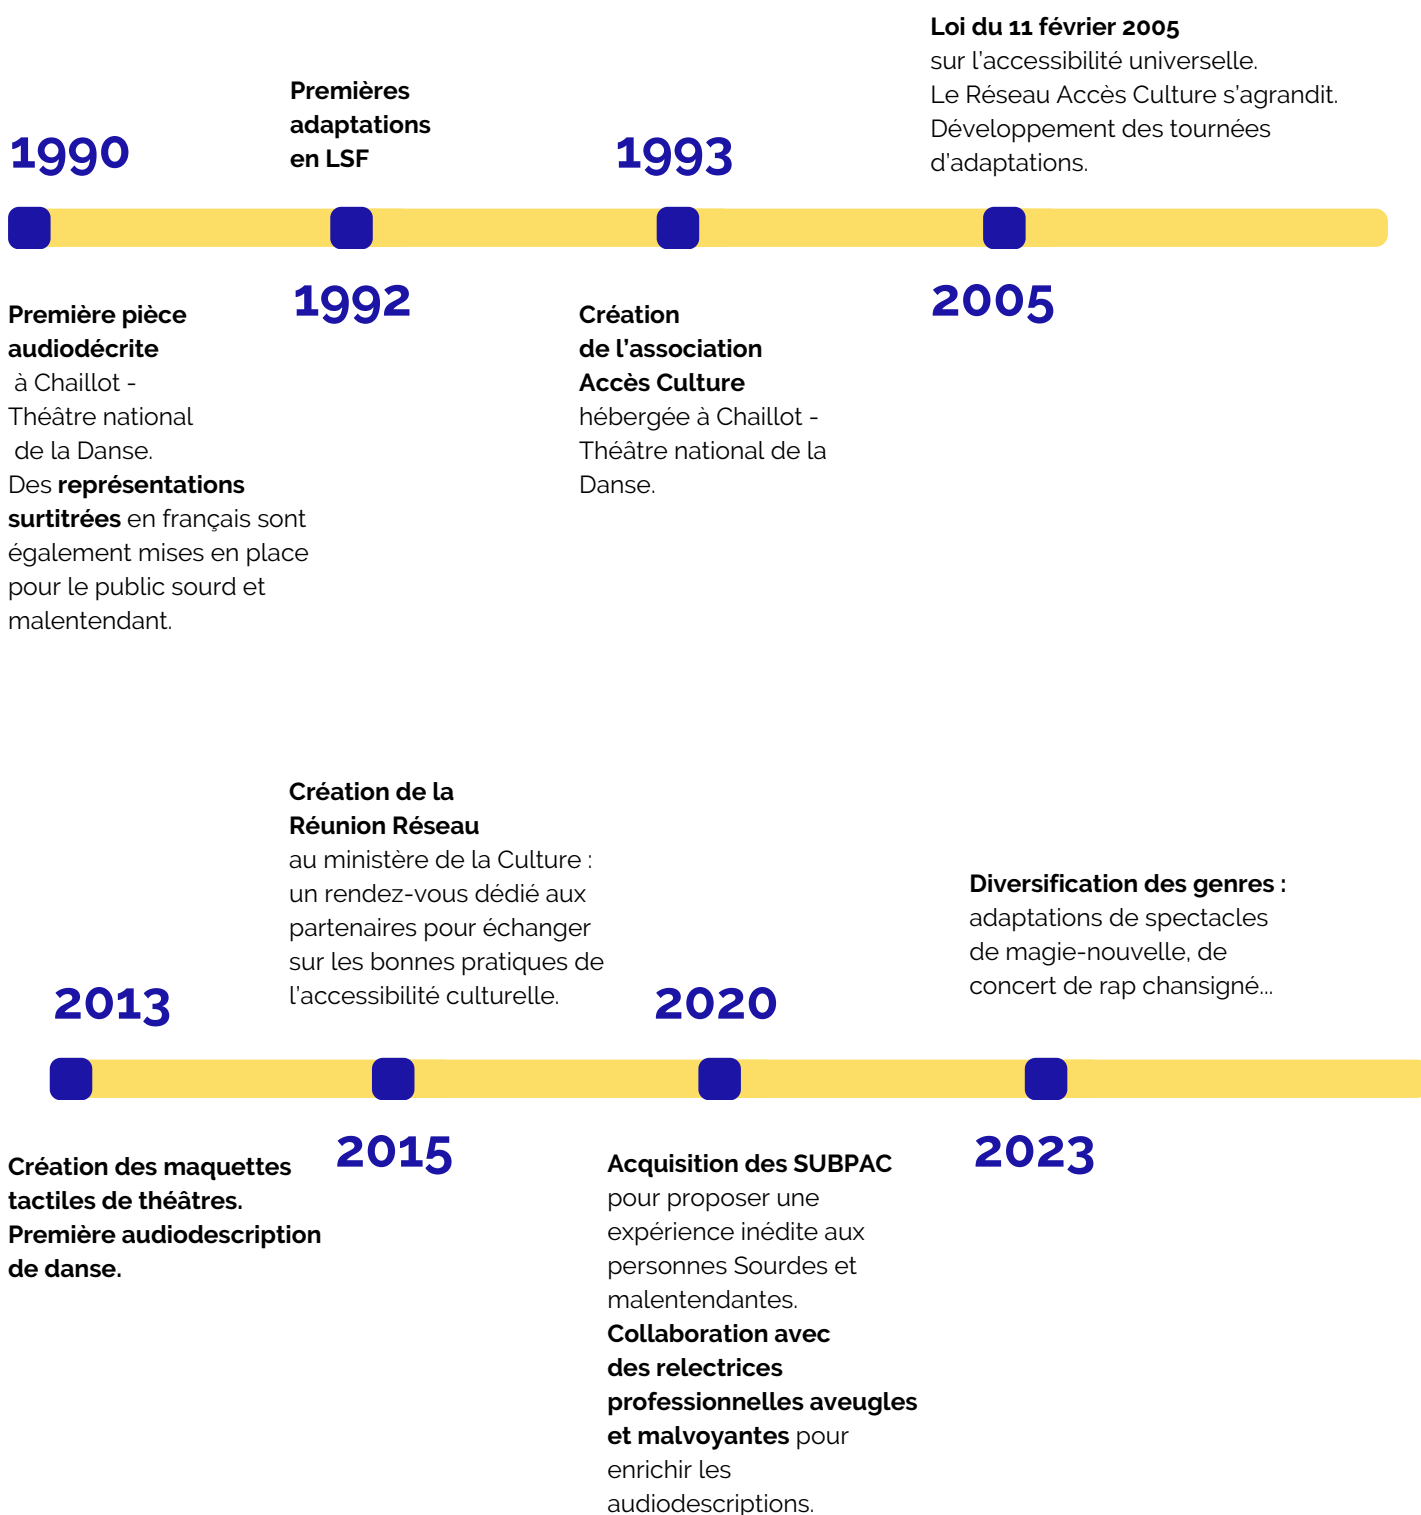 1990
Première pièce
audiodécrite
à Chaillot -
Théâtre national
de la Danse.
Des représentations
surtitrées en français sont
également mises en place
pour le public sourd et
malentendant.
Premières
adaptations
en LSF
1992
1993
Création
de l’association
Accès Culture
hébergée à Chaillot -
Théâtre national de la
Danse.
Loi du 11 février 2005
sur l’accessibilité universelle.
Le Réseau Accès Culture s’agrandit.
Développement des tournées
d’adaptations.
2005
2013
Création des maquettes
tactiles de théâtres.
Première audiodescription
de danse.
Création de la
Réunion Réseau
au ministère de la Culture :
un rendez-vous dédié aux
partenaires pour échanger
sur les bonnes pratiques de
l’accessibilité culturelle.
2015
2020
Acquisition des SUBPAC
pour proposer une
expérience inédite aux
personnes Sourdes et
malentendantes.
Collaboration avec
des relectrices
professionnelles aveugles
et malvoyantes pour
enrichir les
audiodescriptions.
Diversification des genres :
adaptations de spectacles
de magie-nouvelle, de
concert de rap chansigné...
2023